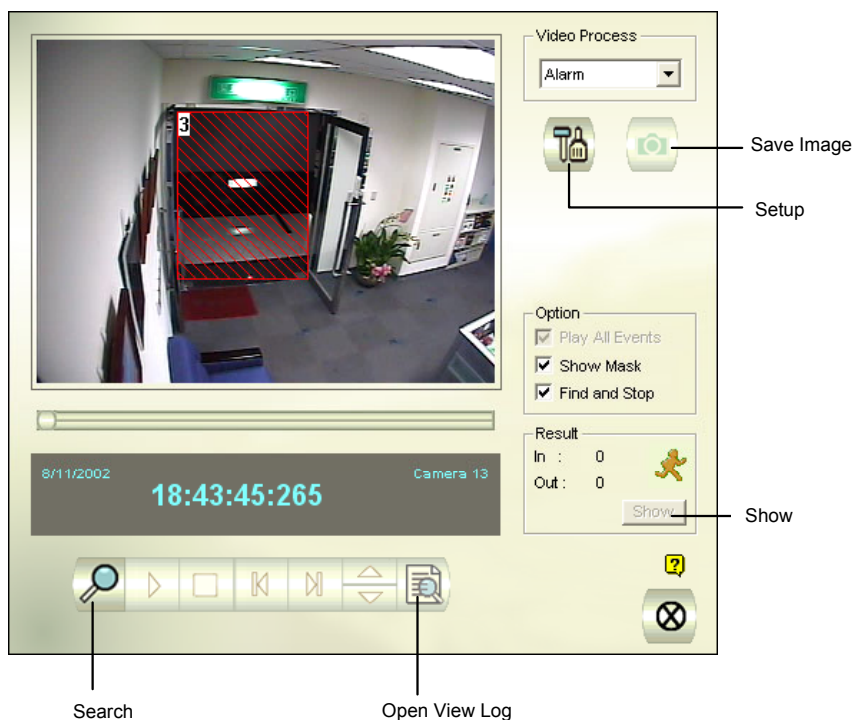 Video Process
Alarm
3
Save Image
Setup
Option
Play All Events
Show Mask
Find and Stop
Result
In : 0
Out : 0
Show
Show
8/11/2002
Camera 13
18:43:45:265
?
Search
Open View Log